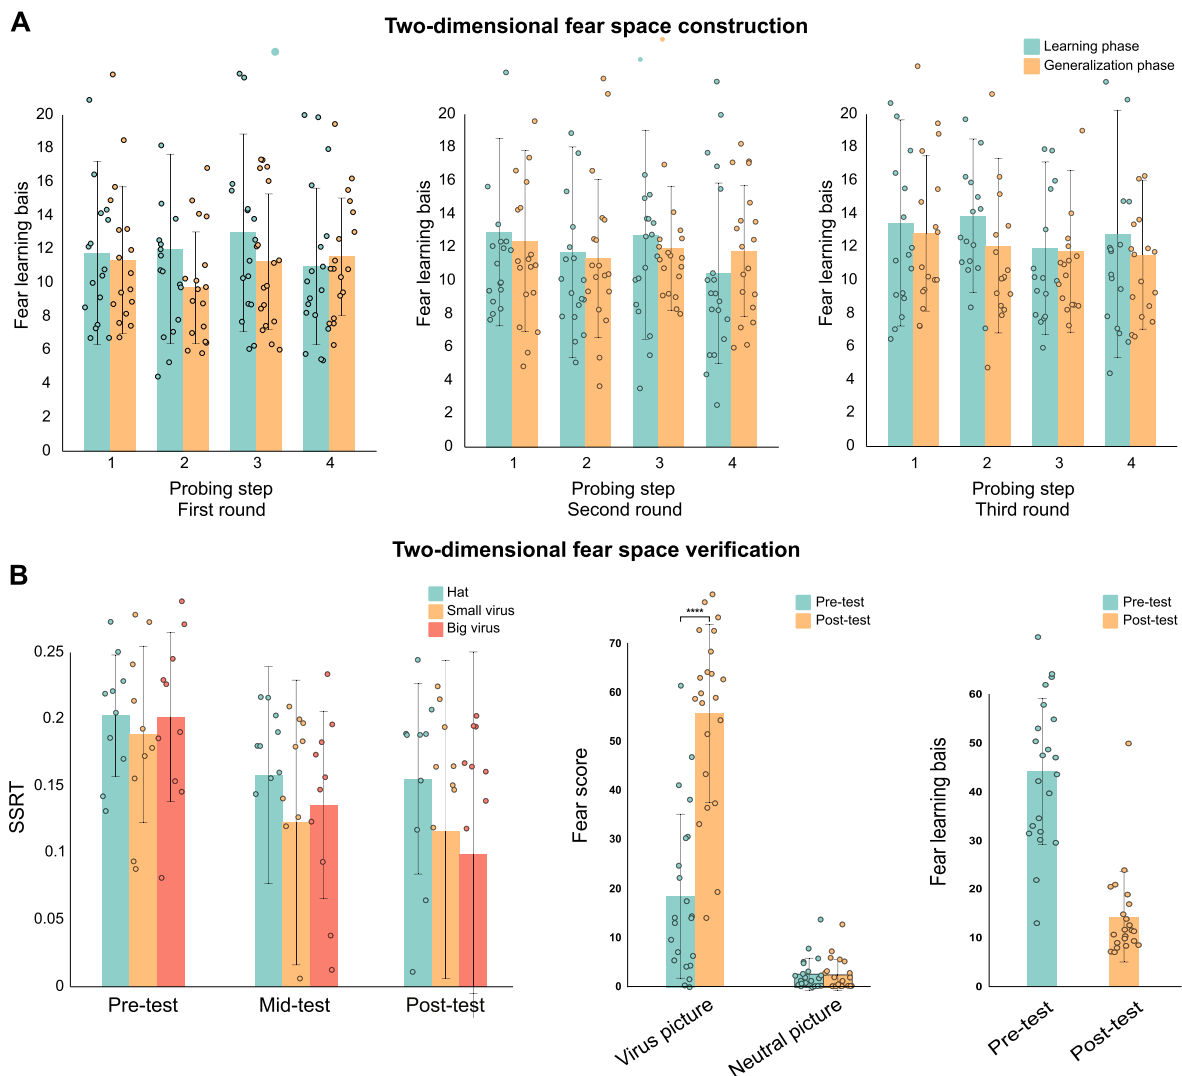 A
Two-dimensional fear space construction
Learning phase
Generalization phase
Fear learning bais
20
18
16
14
12
10
8
6
4
2
0
1
2
3
4
Probing step
First round
Fear learning bais
20
18
16
14
12
10
8
6
4
2
0
1
2
3
4
Probing step
Second round
Fear learning bais
20
18
16
14
12
10
8
6
4
2
0
1
2
3
4
Probing step
Third round
Two-dimensional fear space verification
B
Hat
Small virus
Big virus
SSRT
0.25
0.2
0.15
0.1
0.05
0
Pre-test
Mid-test
Post-test
Pre-test
Post-test
****
Fear score
70
60
50
40
30
20
10
0
Virus picture
Neutral picture
Pre-test
Post-test
Fear learning bais
60
50
40
30
20
10
0
Pre-test
Post-test